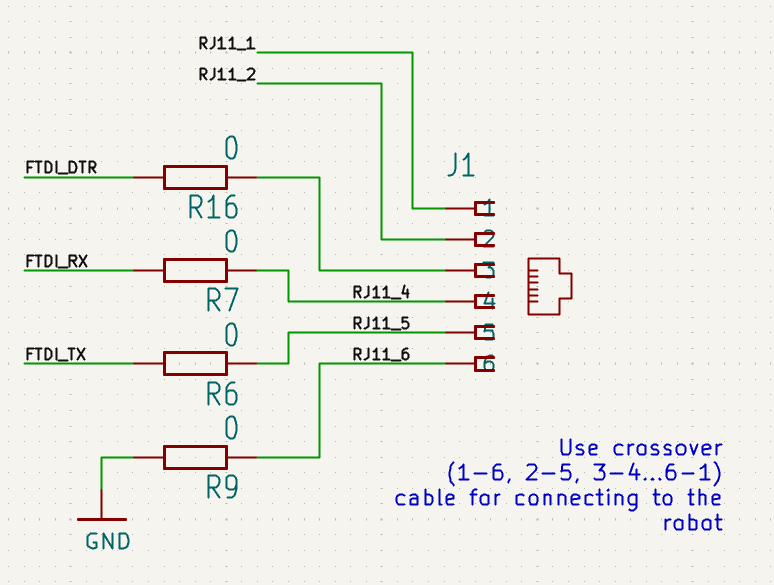 RJ11_1
RJ11_2
0
FTDI_DTR
J1
R16
1
0
2
FTDI_RX
3
R7
RJ11_4
4
0
RJ11_5
5
FTDI_TX
RJ11_6
6
R6
0
R9
Use crossover
(1-6, 2-5, 3-4...6-1)
cable for connecting to the
robot
GND